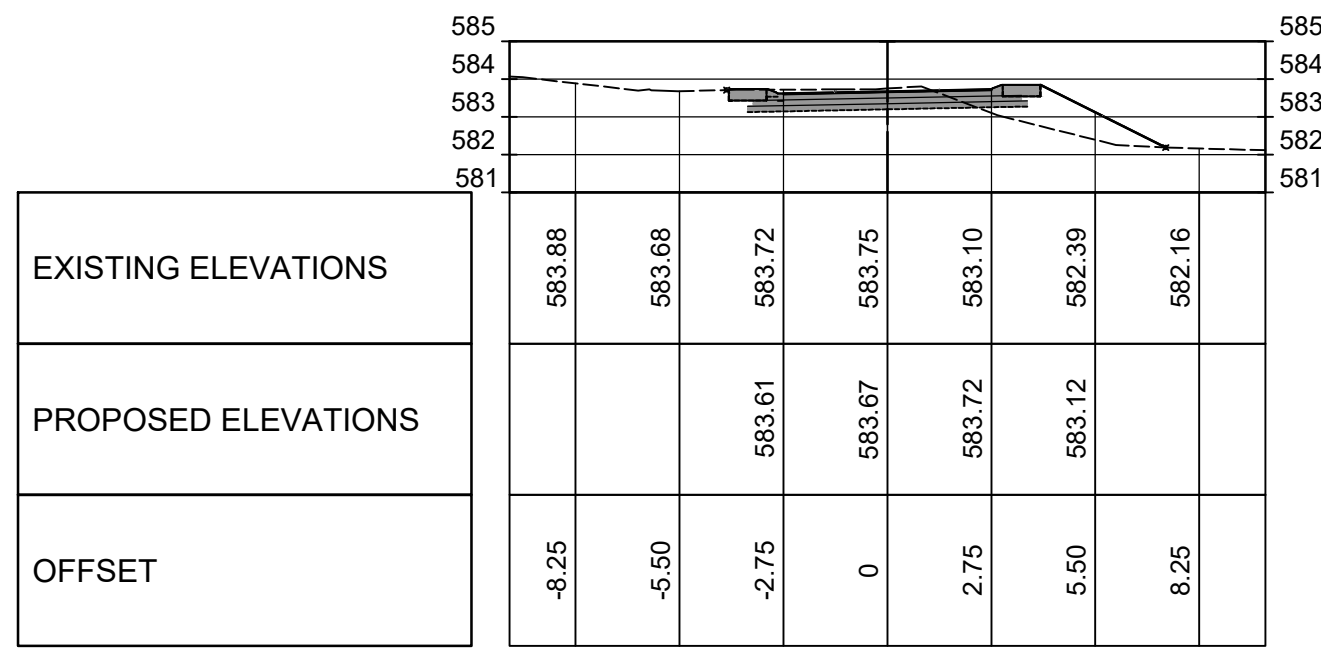 585 585
584 584
583 583
582 582
581 581
EXISTING ELEVATIONS 583.88 583.68 583.72 583.75 583.10 582.39 582.16
PROPOSED ELEVATIONS 583.61 583.67 583.72 583.12
OFFSET -8.25 -5.50 -2.75 0 2.75 5.50 8.25